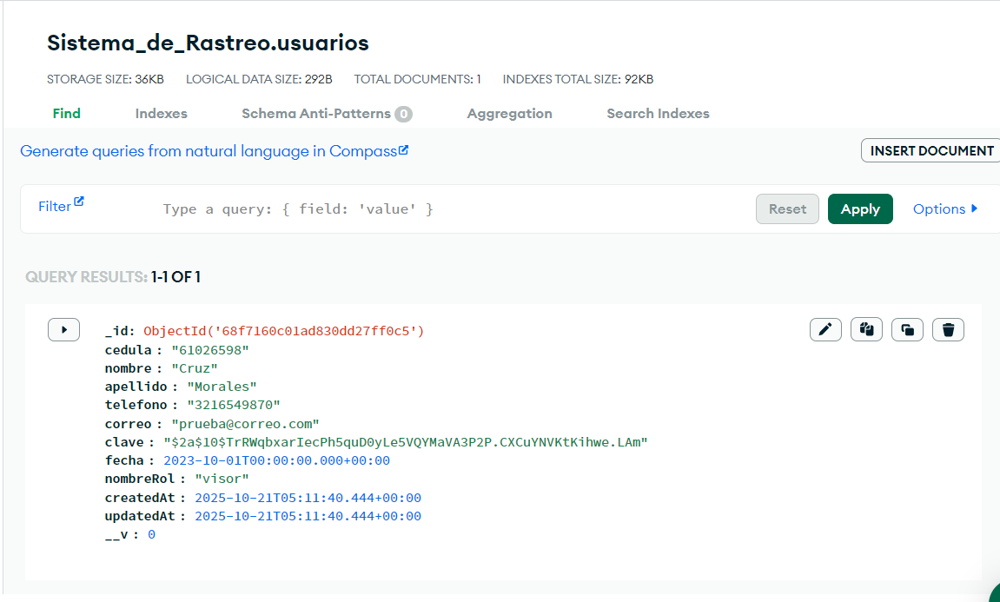 Sistema_de_Rastreo.usuarios
STORAGE SIZE: 36KB LOGICAL DATA SIZE: 292B TOTAL DOCUMENTS: 1 INDEXES TOTAL SIZE: 92KB
Find Indexes Schema Anti-Patterns 0 Aggregation Search Indexes
Generate queries from natural language in Compass
INSERT DOCUMENT
Filter Type a query: { field: 'value' } Reset Apply Options
QUERY RESULTS: 1-1 OF 1
_id: ObjectId('68f7160c01ad830dd27ff0c5')
cedula : "61026598"
nombre : "Cruz"
apellido : "Morales"
telefono : "3216549870"
correo : "prueba@correo.com"
clave : "$2a$10$TrRWqbxarIecPh5quD0yLe5VQYMaVA3P2P.CXCuYNVKtKihwe.LAm"
fecha : 2023-10-01T00:00:00.000+00:00
nombreRol : "visor"
createdAt : 2025-10-21T05:11:40.444+00:00
updatedAt : 2025-10-21T05:11:40.444+00:00
__v : 0